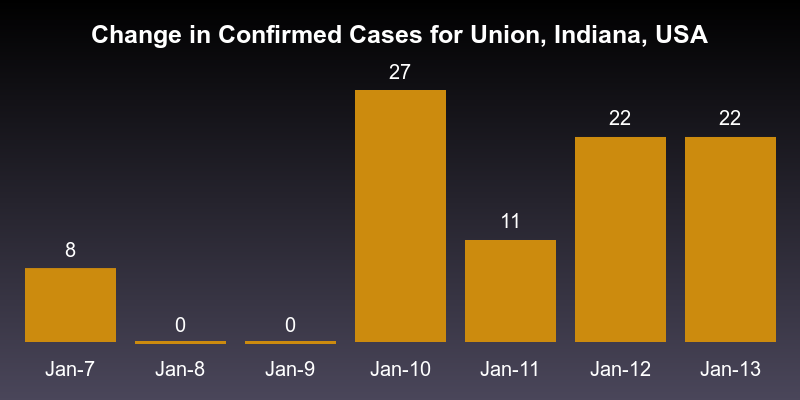 Change in Confirmed Cases for Union, Indiana, USA
27
22
22
11
8
0
0
Jan-7
Jan-8
Jan-9
Jan-10
Jan-11
Jan-12
Jan-13